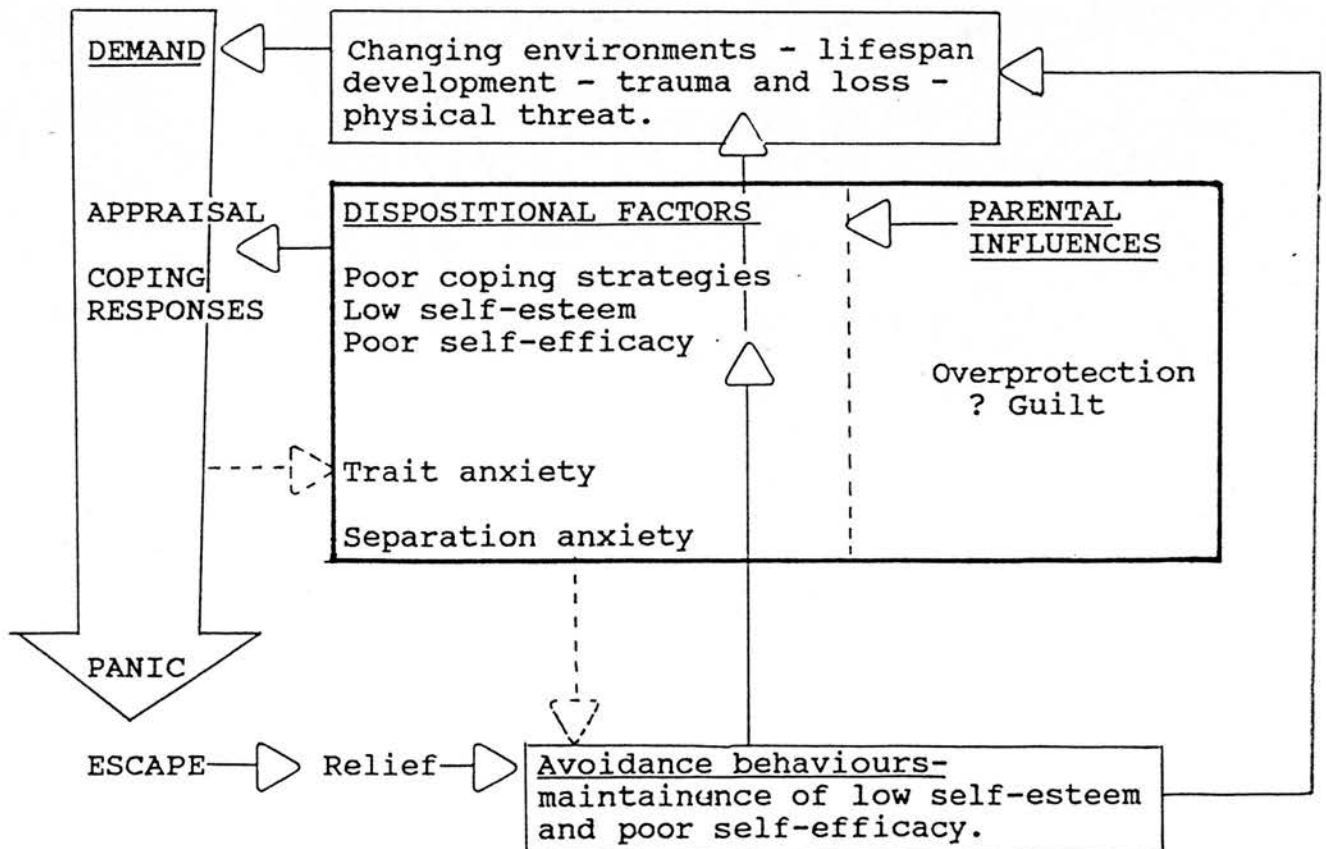 DEMAND
Changing environments - lifespan
development - trauma and loss -
physical threat.
APPRAISAL
COPING
RESPONSES
DISPOSITIONAL FACTORS
Poor coping strategies
Low self-esteem
Poor self-efficacy
Trait anxiety
Separation anxiety
PARENTAL
INFLUENCES
Overprotection
? Guilt
PANIC
ESCAPE
Relief
Avoidance behaviours-
maintainance of low self-esteem
and poor self-efficacy.